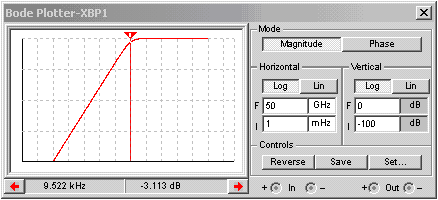 Bode Plotter-XBP1
Mode
Magnitude Phase
Horizontal Vertical
Log Lin Log Lin
F 50 GHz F 0 dB
I 1 mHz I -100 dB
Controls
Reverse Save Set...
9.522 kHz -3.113 dB
+ In - + Out -